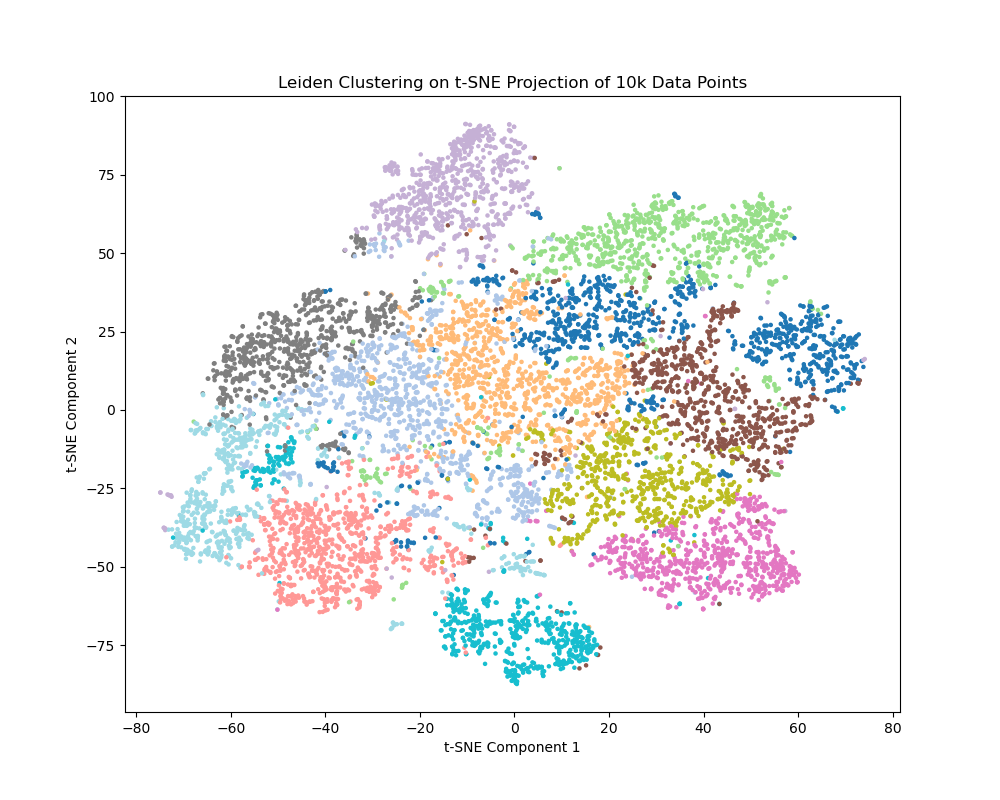 Leiden Clustering on t-SNE Projection of 10k Data Points
100
75
50
25
0
−25
−50
−75
t-SNE Component 2
−80 −60 −40 −20 0 20 40 60 80
t-SNE Component 1